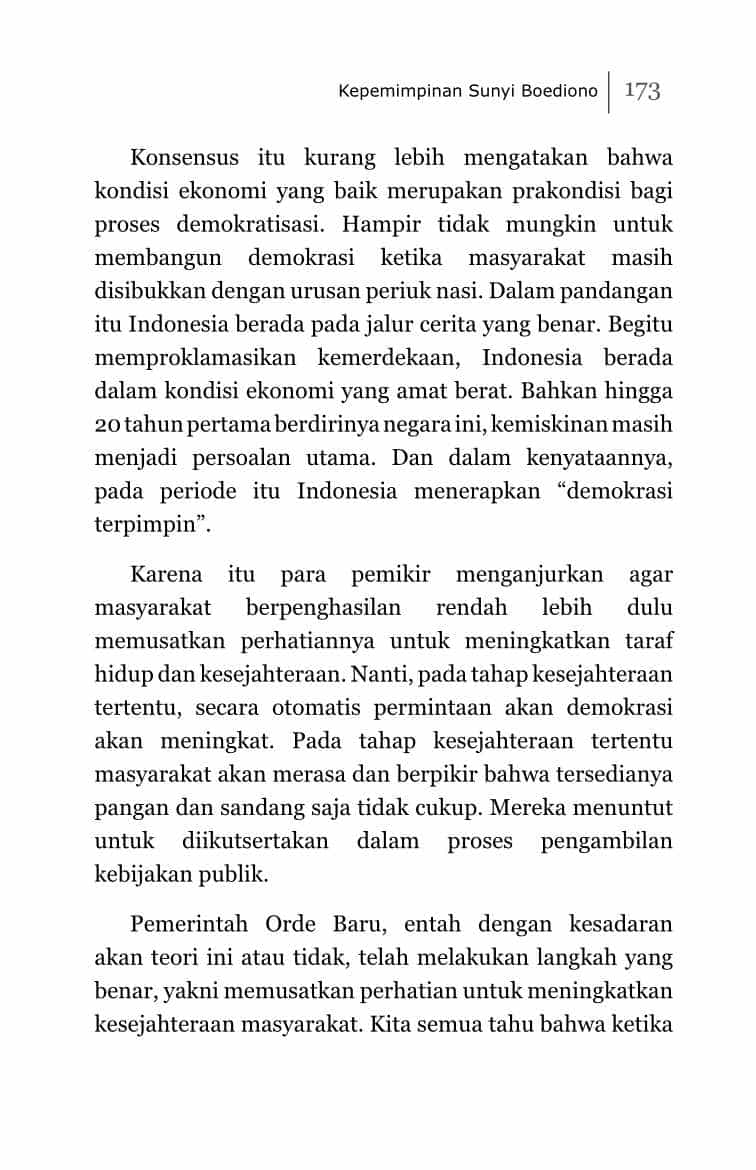 Kepemimpinan Sunyi Boediono 173
Konsensus itu kurang lebih mengatakan bahwa
kondisi ekonomi yang baik merupakan prakondisi bagi
proses demokratisasi. Hampir tidak mungkin untuk
membangun demokrasi ketika masyarakat masih
disibukkan dengan urusan periuk nasi. Dalam pandangan
itu Indonesia berada pada jalur cerita yang benar. Begitu
memproklamasikan kemerdekaan, Indonesia berada
dalam kondisi ekonomi yang amat berat. Bahkan hingga
20 tahun pertama berdirinya negara ini, kemiskinan masih
menjadi persoalan utama. Dan dalam kenyataannya,
pada periode itu Indonesia menerapkan “demokrasi
terpimpin”.
Karena itu para pemikir menganjurkan agar
masyarakat berpenghasilan rendah lebih dulu
memusatkan perhatiannya untuk meningkatkan taraf
hidup dan kesejahteraan. Nanti, pada tahap kesejahteraan
tertentu, secara otomatis permintaan akan demokrasi
akan meningkat. Pada tahap kesejahteraan tertentu
masyarakat akan merasa dan berpikir bahwa tersedianya
pangan dan sandang saja tidak cukup. Mereka menuntut
untuk diikutsertakan dalam proses pengambilan
kebijakan publik.
Pemerintah Orde Baru, entah dengan kesadaran
akan teori ini atau tidak, telah melakukan langkah yang
benar, yakni memusatkan perhatian untuk meningkatkan
kesejahteraan masyarakat. Kita semua tahu bahwa ketika